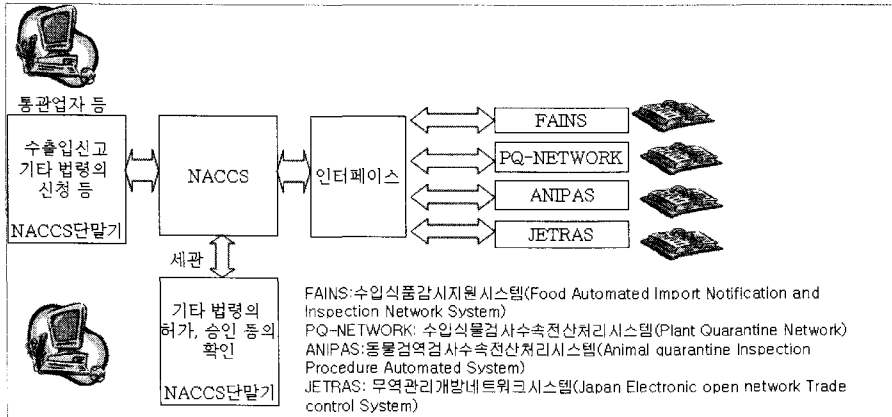 통관업자 등
수출입신고
기타 법령의
신청 등
NACCS단말기
NACCS
인터페이스
FAINS
PQ-NETWORK
ANIPAS
JETRAS
세관
기타 법령의
허가, 승인 등의
확인
NACCS단말기
FAINS:수입식품감시지원시스템(Food Automated Import Notification and
Inspection Network System)
PQ-NETWORK: 수입식물검사수속전산처리시스템(Plant Quarantine Network)
ANIPAS:동물검역검사수속전산처리시스템(Animal quarantine Inspection
Procedure Automated System)
JETRAS: 무역관리개방네트워크시스템(Japan Electronic open network Trade
control System)